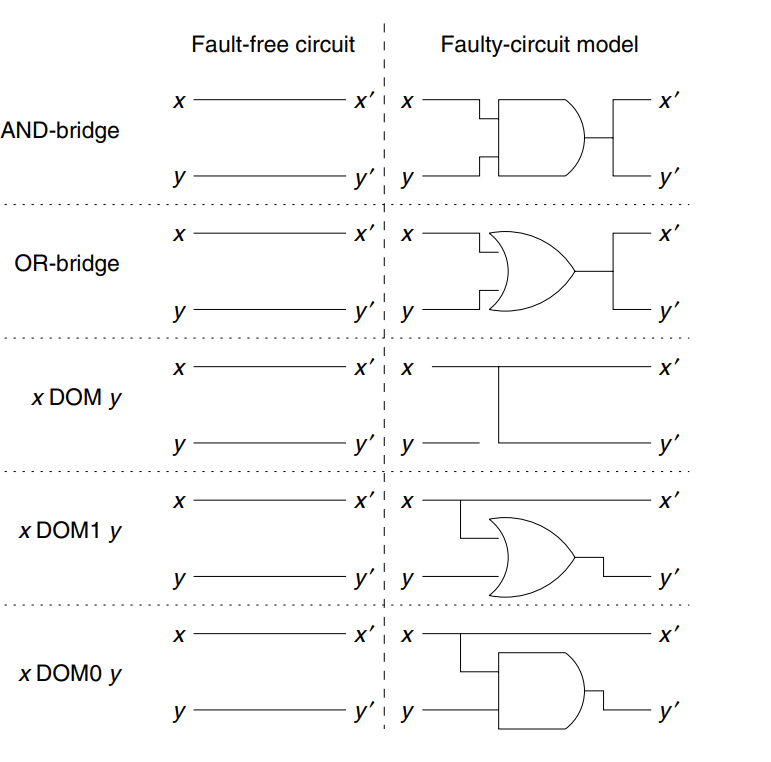 Fault-free circuit Faulty-circuit model
x x′ x x′
AND-bridge
y y′ y y′
x x′ x x′
OR-bridge
y y′ y y′
x x′ x x′
x DOM y
y y′ y y′
x x′ x x′
x DOM1 y
y y′ y y′
x x′ x x′
x DOM0 y
y y′ y y′